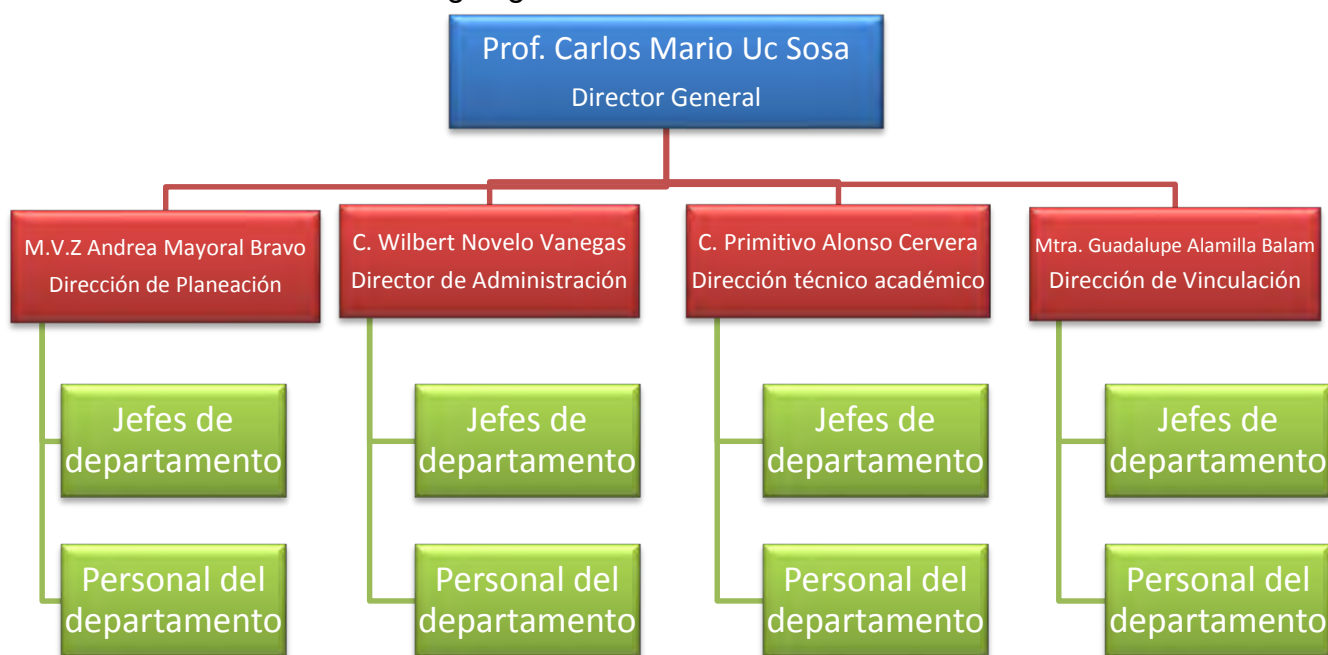 Prof. Carlos Mario Uc Sosa
Director General
M.V.Z Andrea Mayoral Bravo
Dirección de Planeación
C. Wilbert Novelo Vanegas
Director de Administración
C. Primitivo Alonso Cervera
Dirección técnico académico
Mtra. Guadalupe Alamilla Balam
Dirección de Vinculación
Jefes de
departamento
Jefes de
departamento
Jefes de
departamento
Jefes de
departamento
Personal del
departamento
Personal del
departamento
Personal del
departamento
Personal del
departamento